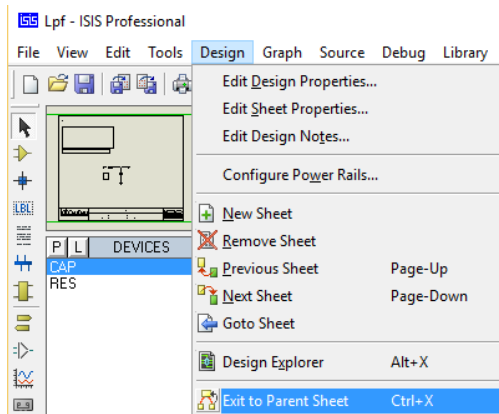 ISIS Lpf - ISIS Professional
File View Edit Tools Design Graph Source Debug Library
Edit Design Properties...
Edit Sheet Properties...
Edit Design Notes...
Configure Power Rails...
New Sheet
Remove Sheet
Previous Sheet Page-Up
Next Sheet Page-Down
Goto Sheet
Design Explorer Alt+X
Exit to Parent Sheet Ctrl+X
LBL
P L DEVICES
CAP
RES